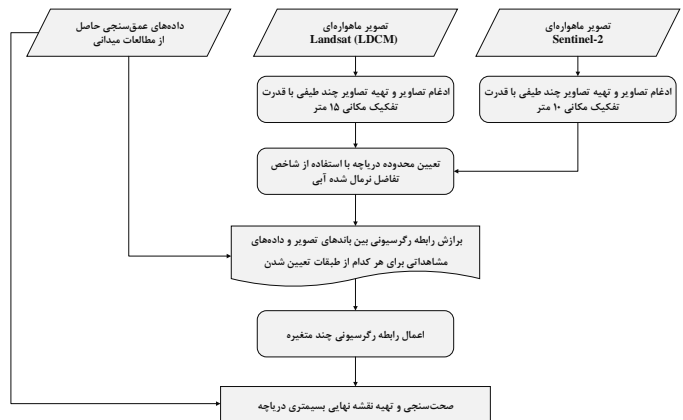 داده‌های عمق‌سنجی حاصل
از مطالعات میدانی
تصویر ماهواره‌ای
Landsat (LDCM)
تصویر ماهواره‌ای
Sentinel-2
ادغام تصاویر و تهیه تصاویر چند طیفی با قدرت
تفکیک مکانی ۱۵ متر
ادغام تصاویر و تهیه تصاویر چند طیفی با قدرت
تفکیک مکانی ۱۰ متر
تعیین محدوده دریاچه با استفاده از شاخص
تفاضل نرمال شده آبی
برازش رابطه رگرسیونی بین باندهای تصویر و داده‌های
مشاهداتی برای هر کدام از طبقات تعیین شدن
اعمال رابطه رگرسیونی چند متغیره
صحت‌سنجی و تهیه نقشه نهایی بسیمتری دریاچه